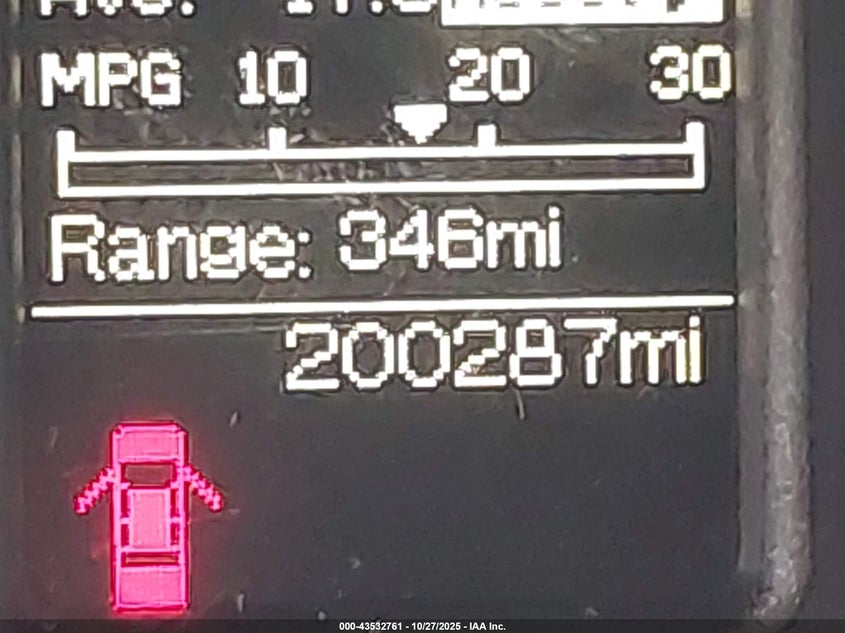 MPG 10 20 30
Range: 346mi
200287mi
000-43532761 - 10/27/2025 - IAA Inc.